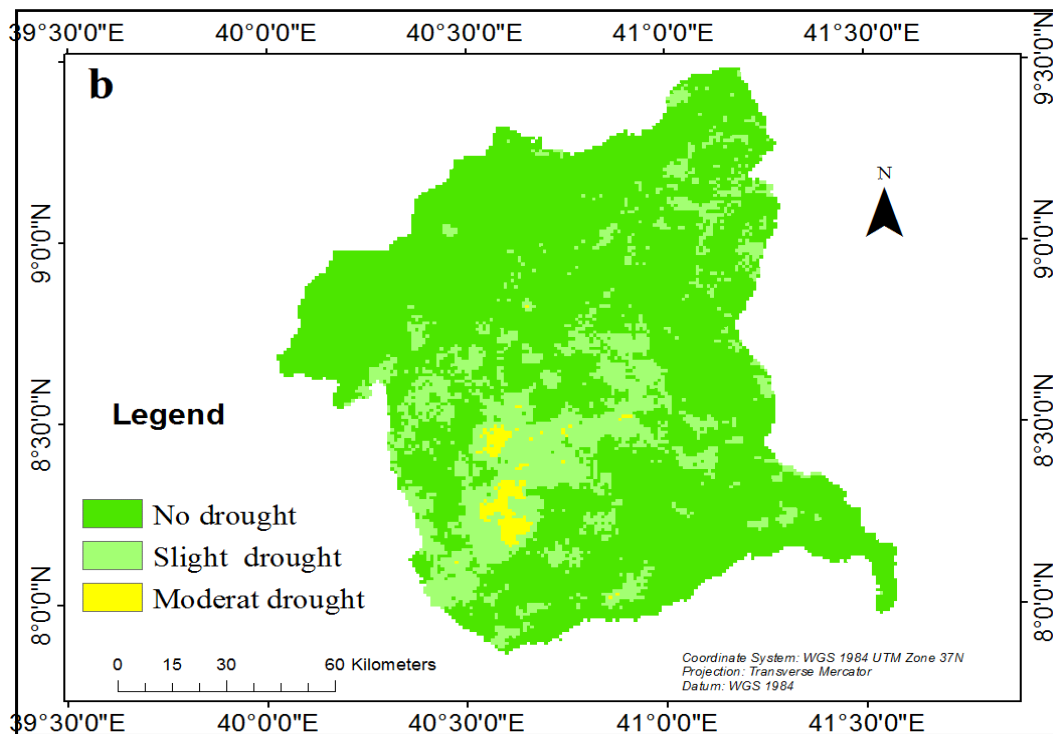 39°30'0"E 40°0'0"E 40°30'0"E 41°0'0"E 41°30'0"E
b
N
9°30'0"N
9°0'0"N
9°0'0"N
8°30'0"N
8°30'0"N
8°0'0"N
8°0'0"N
Legend
No drought
Slight drought
Moderat drought
0 15 30 60 Kilometers
Coordinate System: WGS 1984 UTM Zone 37N
Projection: Transverse Mercator
Datum: WGS 1984
39°30'0"E 40°0'0"E 40°30'0"E 41°0'0"E 41°30'0"E